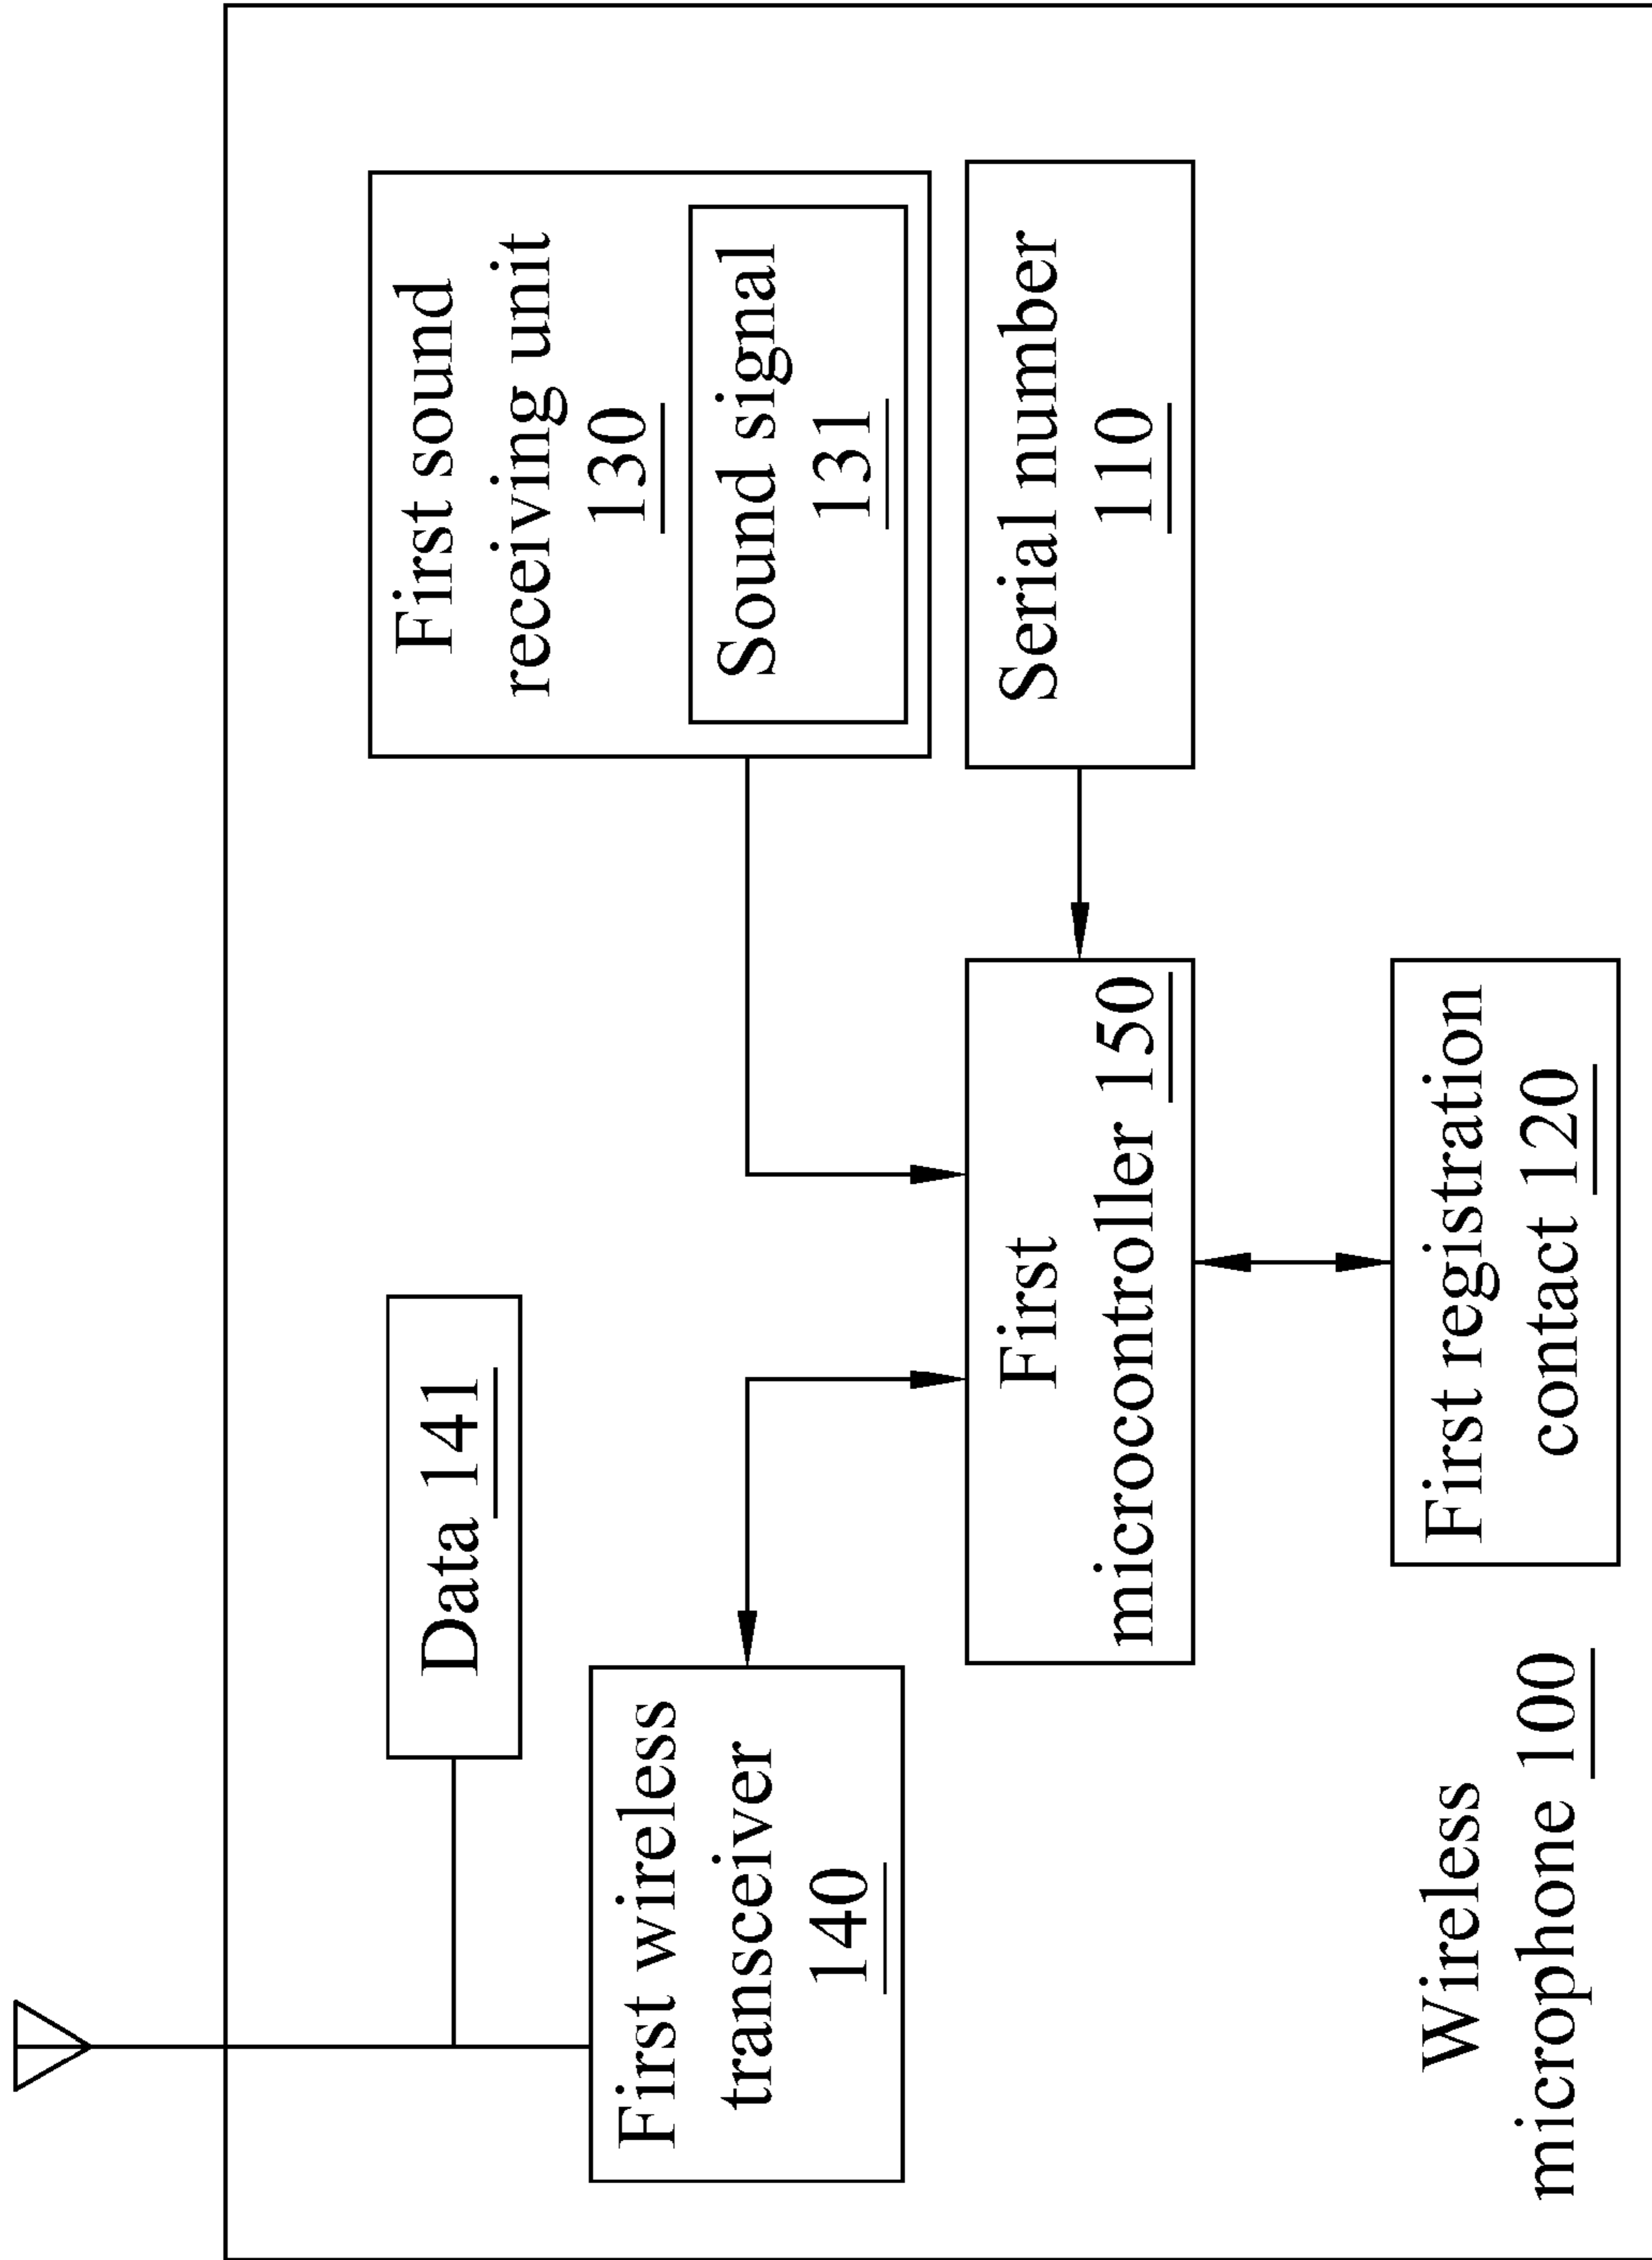 Data 141
First sound
receiving unit
130
Sound signal
131
First wireless
transceiver
140
First
microcontroller 150
Serial number
110
First registration
contact 120
Wireless
microphone 100